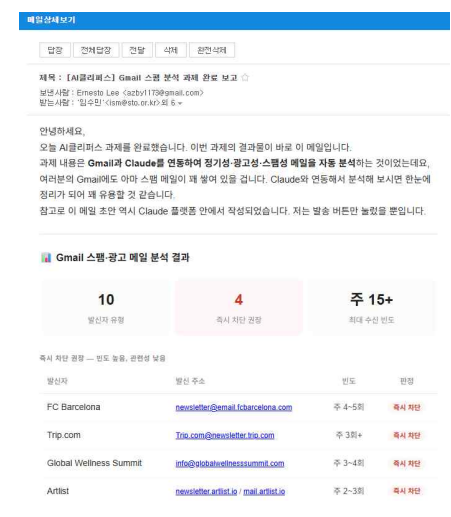 메일상세보기
답장 전체답장 전달 삭제 완전삭제
제목 : [AI클리퍼스] Gmail 스팸 분석 과제 완료 보고 ☆
보낸사람 : Ernesto Lee <azby1173@gmail.com>
받는사람 : '임수민' <ism@sto.or.kr> 외 6
안녕하세요,
오늘 AI클리퍼스 과제를 완료했습니다. 이번 과제의 결과물이 바로 이 메일입니다.
과제 내용은 Gmail과 Claude를 연동하여 정기성·광고성·스팸성 메일을 자동 분석하는 것이었는데요,
여러분의 Gmail에도 아마 스팸 메일이 꽤 쌓여 있을 겁니다. Claude와 연동해서 분석해 보시면 한눈에
정리가 되어 꽤 유용할 것 같습니다.
참고로 이 메일 초안 역시 Claude 플랫폼 안에서 작성되었습니다. 저는 발송 버튼만 눌렀을 뿐입니다.
Gmail 스팸·광고 메일 분석 결과
10 4 주 15+
발신자 유형 즉시 차단 권장 최대 수신 빈도
즉시 차단 권장 — 빈도 높음, 관련성 낮음
발신자 발신 주소 빈도 판정
FC Barcelona newsletter@email.fcbarcelona.com 주 4~5회 즉시 차단
Trip.com Trip.com@newsletter.trip.com 주 3회+ 즉시 차단
Global Wellness Summit info@globalwellnesssummit.com 주 3~4회 즉시 차단
Artlist newsletter.artlist.io / mail.artlist.io 주 2~3회 즉시 차단